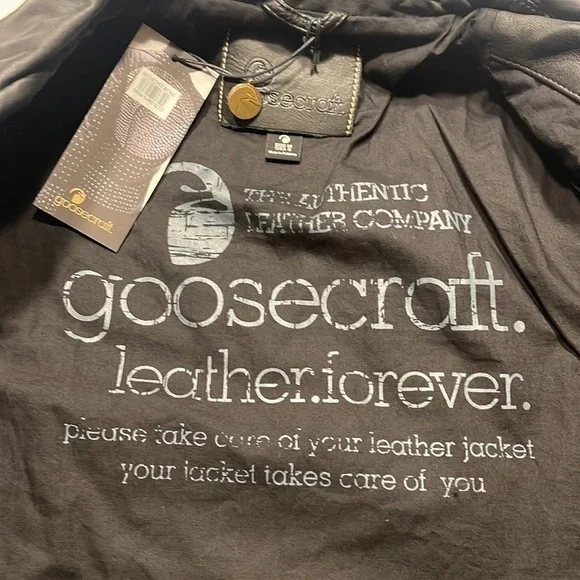 goosecraft.
goosecraft
THE AUTHENTIC
LEATHER COMPANY
goosecraft.
leather.forever.
please take care of your leather jacket
your jacket takes care of you